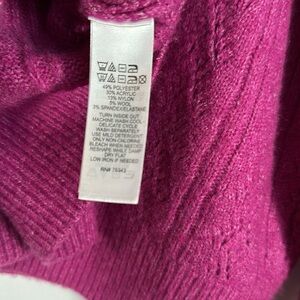 49% POLYESTER
30% ACRYLIC
13% NYLON
5% WOOL
3% SPANDEX/ELASTANE
TURN INSIDE OUT
MACHINE WASH COOL
DELICATE CYCLE
WASH SEPARATELY
USE MILD DETERGENT
ONLY NON-CHLORINE
BLEACH WHEN NEEDED
RESHAPE WHILE DAMP
DRY FLAT
LOW IRON IF NEEDED
RN# 76943